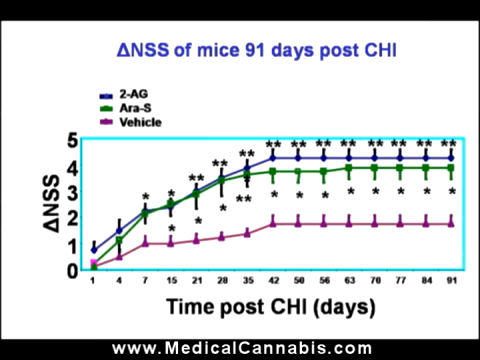 ΔNSS of mice 91 days post CHI
2-AG
Ara-S
Vehicle
5
4
3
2
1
0
ΔNSS
** ** ** ** ** ** ** ** **
** **
* *
* ** * * * * * * * *
* *
1 4 7 15 21 28 35 42 50 56 63 70 77 84 91
Time post CHI (days)
www.MedicalCannabis.com